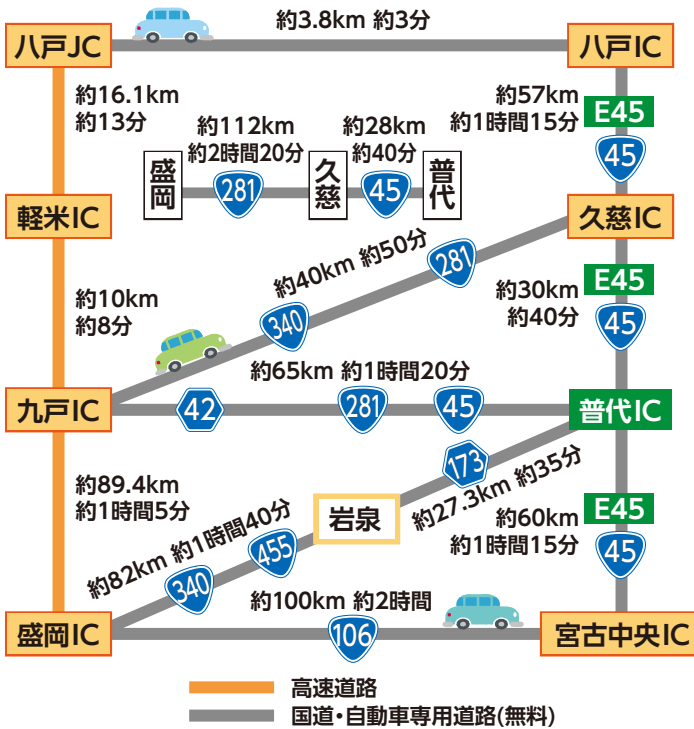 約3.8km 約3分
八戸JC
八戸IC
約16.1km
約13分
約57km
約1時間15分
E45
45
約112km
約2時間20分
約28km
約40分
盛岡
281
久慈
45
普代
軽米IC
久慈IC
約40km 約50分
281
340
約10km
約8分
約30km
約40分
E45
45
約65km 約1時間20分
九戸IC
42
281
45
普代IC
173
約27.3km 約35分
約89.4km
約1時間5分
岩泉
約82km 約1時間40分
455
340
約60km
約1時間15分
E45
45
約100km 約2時間
盛岡IC
106
宮古中央IC
高速道路
国道・自動車専用道路(無料)